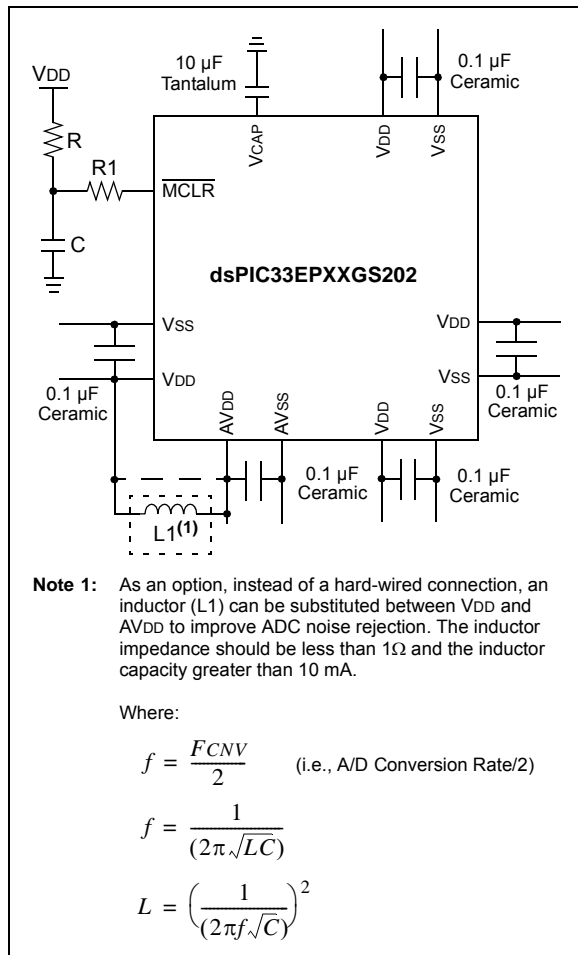 10 µF
Tantalum
0.1 µF
Ceramic
VDD
R
R1
C
MCLR
VCAP
VDD
VSS
dsPIC33EPXXGS202
VSS
VDD
VDD
VSS
0.1 µF
Ceramic
0.1 µF
Ceramic
AVDD
AVSS
VDD
VSS
0.1 µF
Ceramic
0.1 µF
Ceramic
L1(1)
Note 1: As an option, instead of a hard-wired connection, an
inductor (L1) can be substituted between VDD and
AVDD to improve ADC noise rejection. The inductor
impedance should be less than 1Ω and the inductor
capacity greater than 10 mA.
Where:
f = FCNV / 2 (i.e., A/D Conversion Rate/2)
f = 1 / (2π√LC)
L = (1 / (2πf√C))²